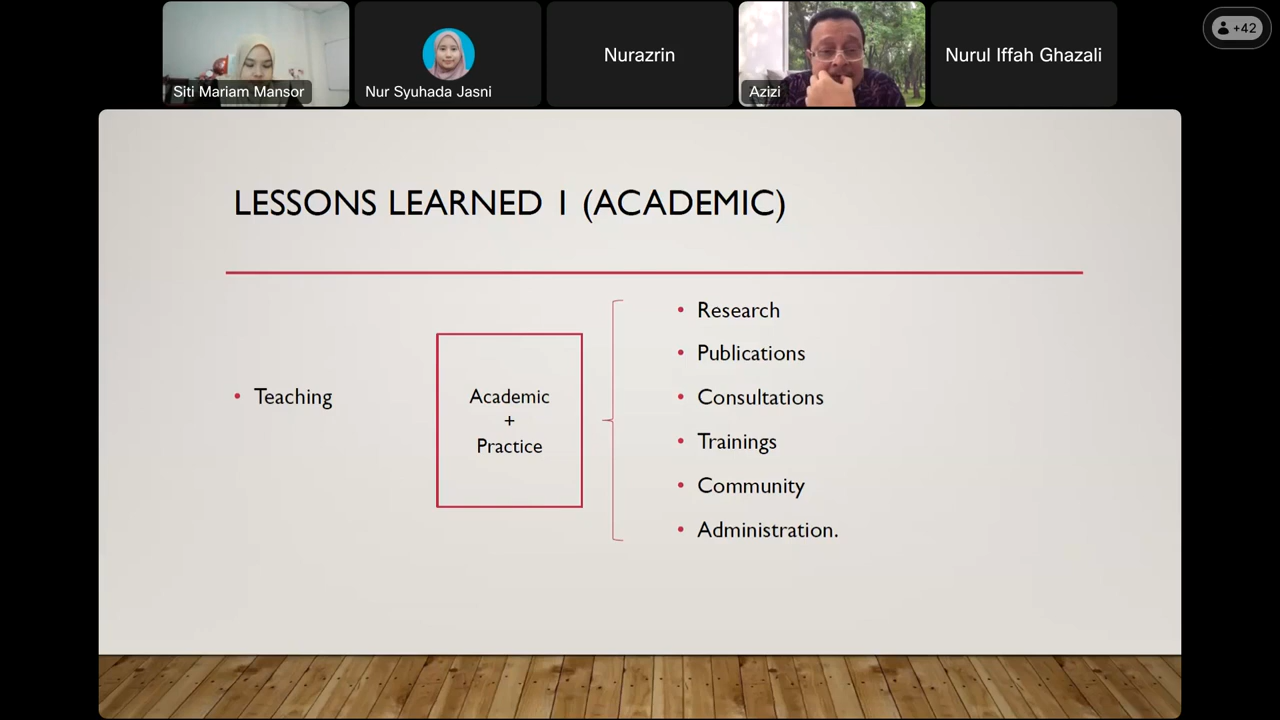 Siti Mariam Mansor
Nur Syuhada Jasni
Nurazrin
Azizi
Nurul Iffah Ghazali
+42
LESSONS LEARNED 1 (ACADEMIC)
• Teaching
Academic
+
Practice
• Research
• Publications
• Consultations
• Trainings
• Community
• Administration.